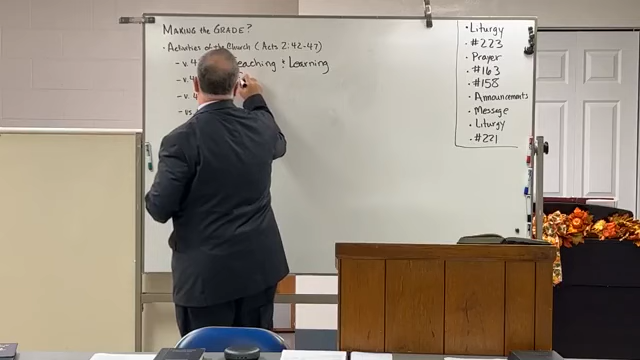 MAKING THE GRADE?
• Activities of the Church (Acts 2:42-47)
- v. 4 eaching & Learning
- v. 4
- v. 4
- vs.
• Liturgy
• #223
• Prayer
• #163
• #158
• Announcements
• Message
• Liturgy
• #221